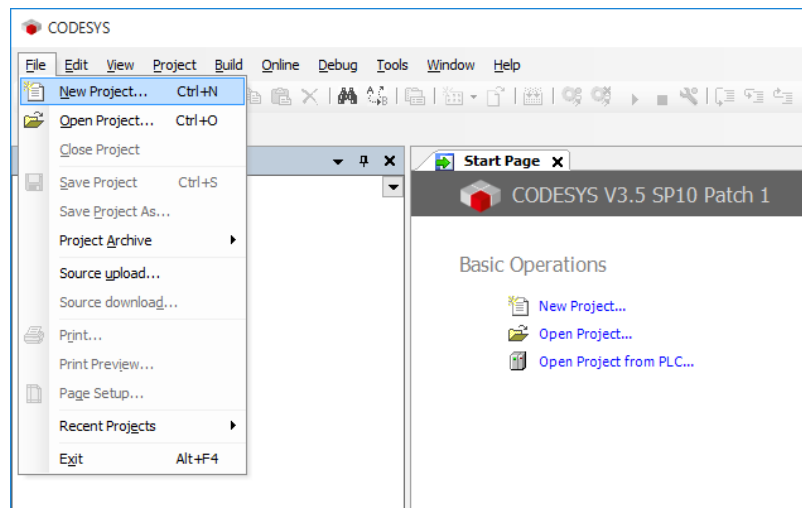 CODESYS
File Edit View Project Build Online Debug Tools Window Help
New Project... Ctrl+N
Open Project... Ctrl+O
Close Project
Save Project Ctrl+S
Save Project As...
Project Archive
Source upload...
Source download...
Print...
Print Preview...
Page Setup...
Recent Projects
Exit Alt+F4
Start Page
CODESYS V3.5 SP10 Patch 1
Basic Operations
New Project...
Open Project...
Open Project from PLC...